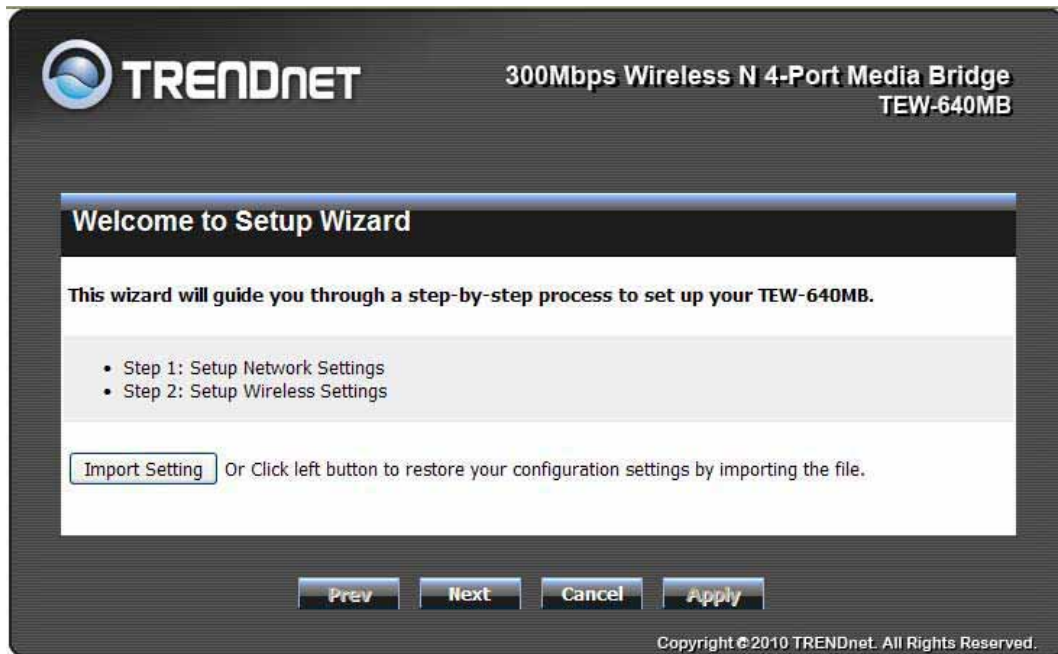 TRENDNET
300Mbps Wireless N 4-Port Media Bridge
TEW-640MB
Welcome to Setup Wizard
This wizard will guide you through a step-by-step process to set up your TEW-640MB.
• Step 1: Setup Network Settings
• Step 2: Setup Wireless Settings
Import Setting Or Click left button to restore your configuration settings by importing the file.
Prev Next Cancel Apply
Copyright © 2010 TRENDnet. All Rights Reserved.